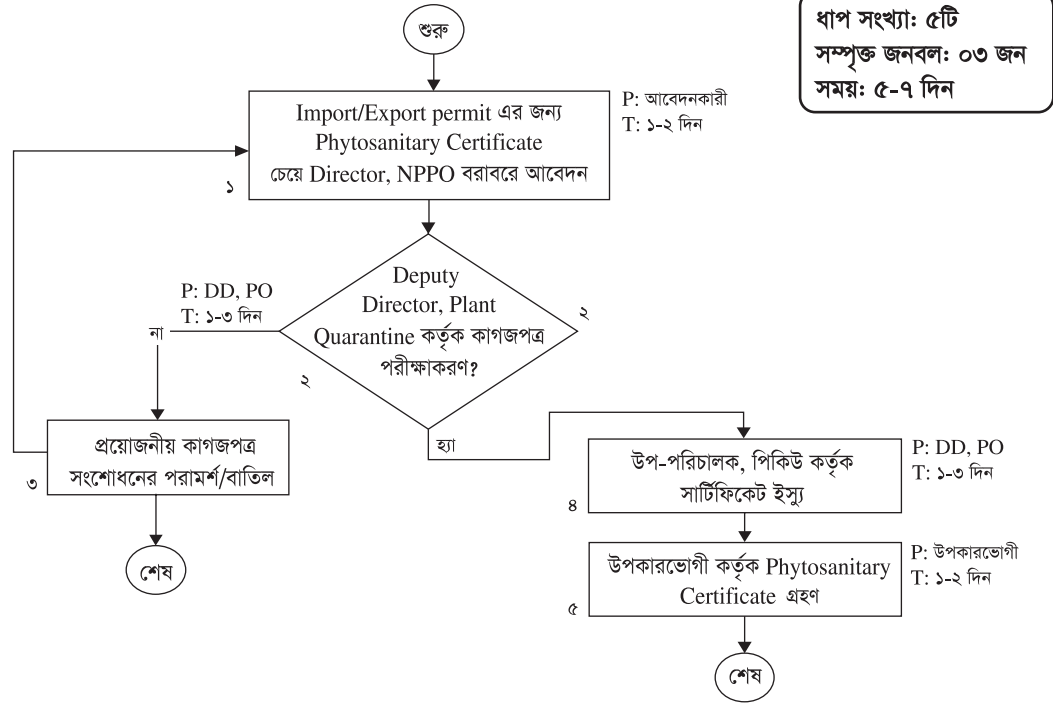 ধাপ সংখ্যা: ৫টি
সম্পৃক্ত জনবল: ০৩ জন
সময়: ৫-৭ দিন
শুরু
Import/Export permit এর জন্য
Phytosanitary Certificate
চেয়ে Director, NPPO বরাবরে আবেদন
১
P: আবেদনকারী
T: ১-২ দিন
Deputy
Director, Plant
Quarantine কর্তৃক কাগজপত্র
পরীক্ষাকরণ?
২
২
P: DD, PO
T: ১-৩ দিন
না
হ্যা
প্রয়োজনীয় কাগজপত্র
সংশোধনের পরামর্শ/বাতিল
৩
শেষ
উপ-পরিচালক, পিকিউ কর্তৃক
সার্টিফিকেট ইস্যু
৪
P: DD, PO
T: ১-৩ দিন
উপকারভোগী কর্তৃক Phytosanitary
Certificate গ্রহণ
৫
P: উপকারভোগী
T: ১-২ দিন
শেষ